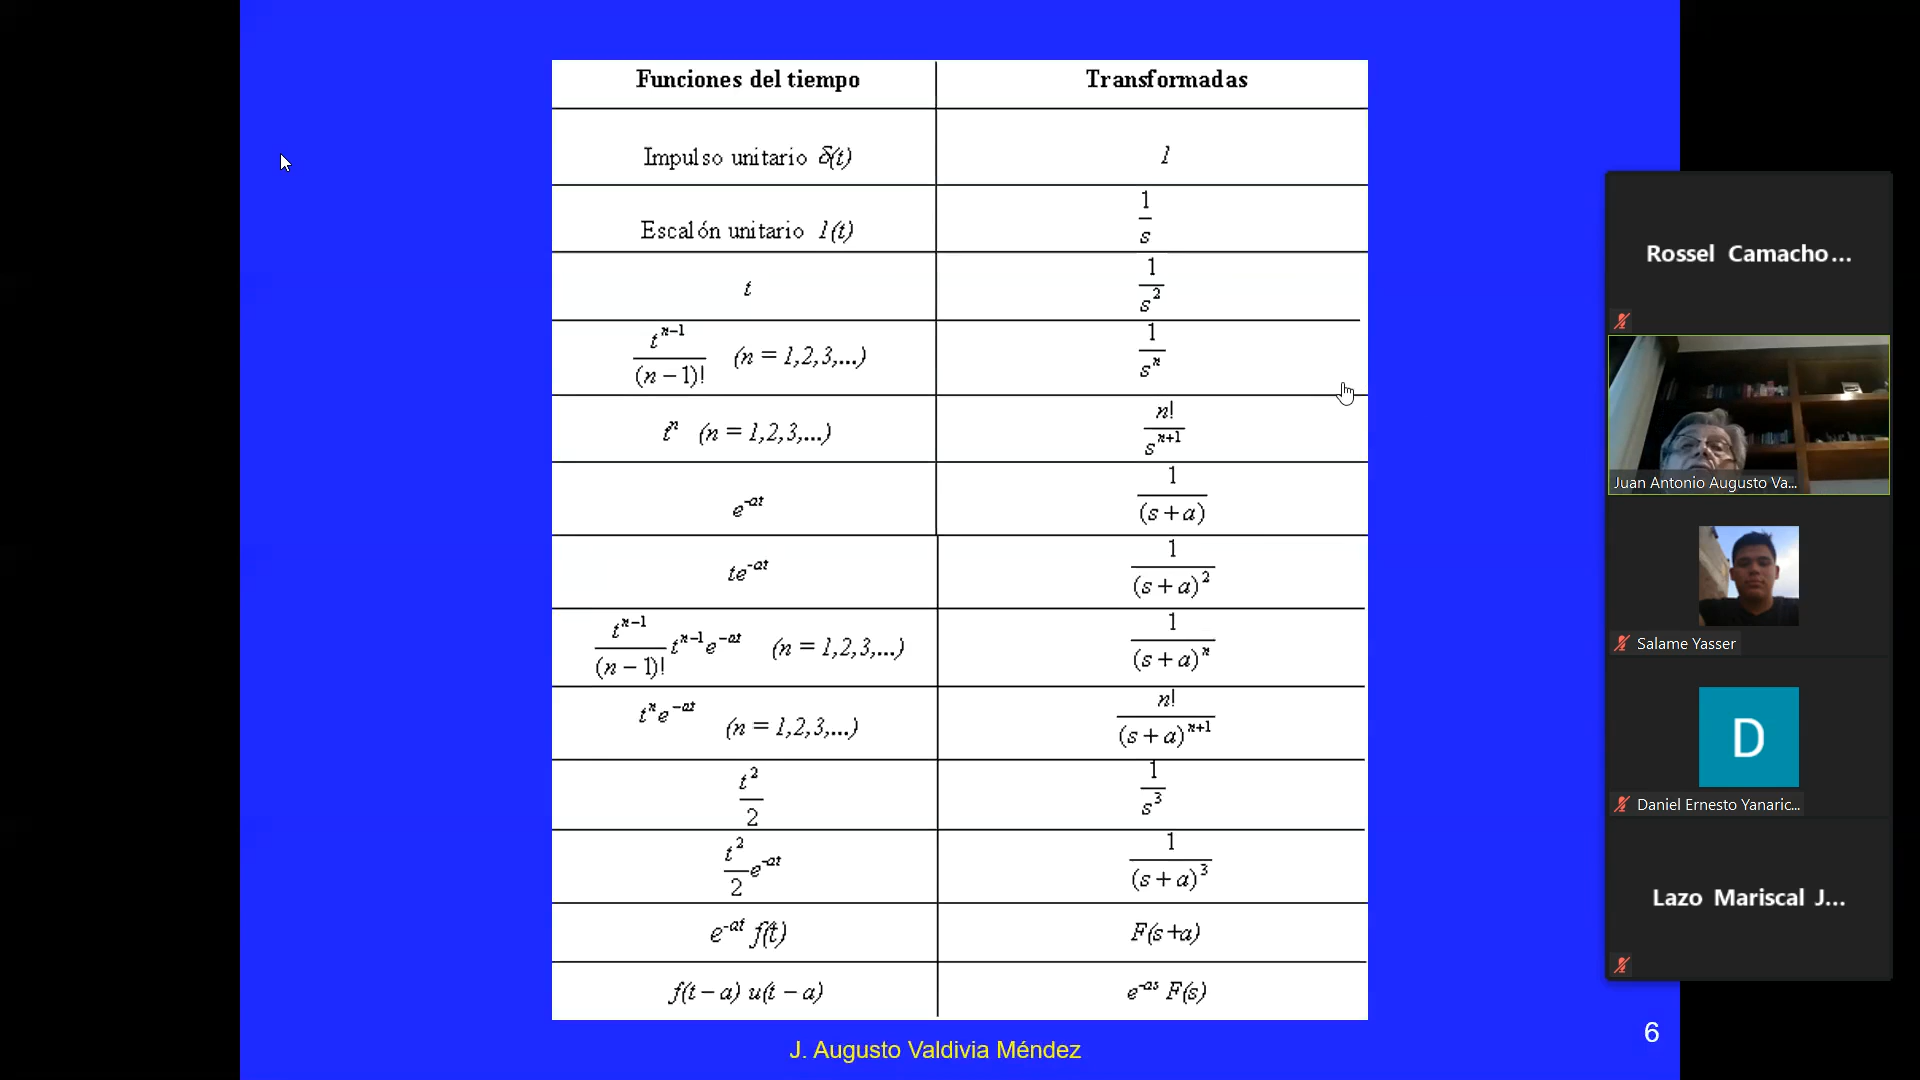 Funciones del tiempo Transformadas
Impulso unitario δ(t) 1
Escalón unitario 1(t) 1/s
t 1/s²
t^(n−1)/(n−1)! (n = 1,2,3,...) 1/s^n
t^n (n = 1,2,3,...) n!/s^(n+1)
e^(-at) 1/(s+a)
te^(-at) 1/(s+a)²
t^(n−1)/(n−1)! t^(n−1)e^(−at) (n = 1,2,3,...) 1/(s+a)^n
t^n e^(−at) (n = 1,2,3,...) n!/(s+a)^(n+1)
t²/2 1/s³
t²/2 e^(-at) 1/(s+a)³
e^(-at) f(t) F(s+a)
f(t−a) u(t−a) e^(-as) F(s)
J. Augusto Valdivia Méndez
6
Rossel Camacho...
Juan Antonio Augusto Va...
Salame Yasser
D
Daniel Ernesto Yanaric...
Lazo Mariscal J...